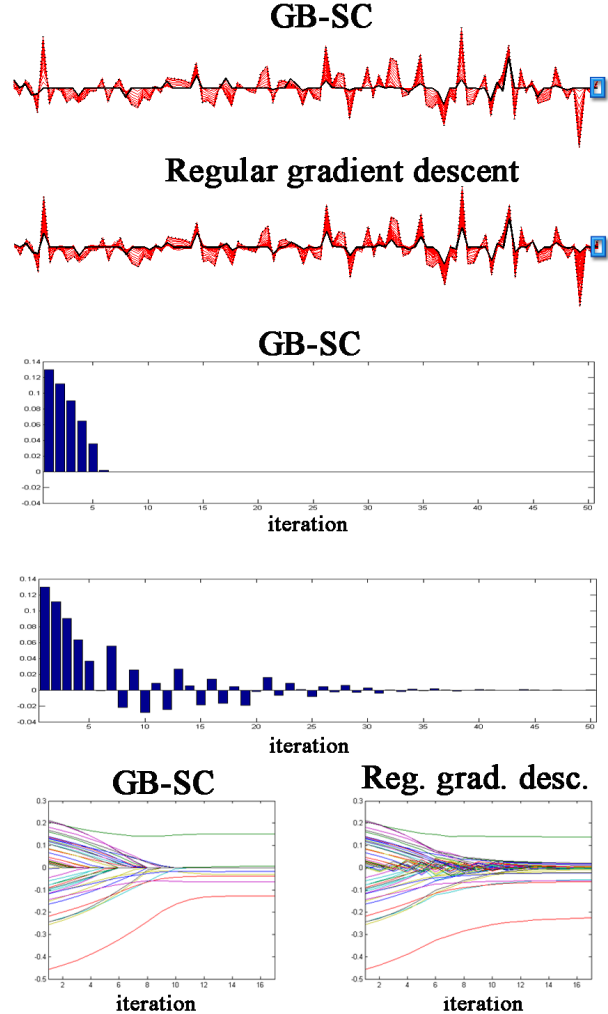 GB-SC
Regular gradient descent
GB-SC
0.14
0.12
0.1
0.08
0.06
0.04
0.02
0
-0.02
-0.04
5 10 15 20 25 30 35 40 45 50
iteration
0.14
0.12
0.1
0.08
0.06
0.04
0.02
0
-0.02
-0.04
5 10 15 20 25 30 35 40 45 50
iteration
GB-SC Reg. grad. desc.
0.3 0.3
0.2 0.2
0.1 0.1
0 0
-0.1 -0.1
-0.2 -0.2
-0.3 -0.3
-0.4 -0.4
-0.5 -0.5
2 4 6 8 10 12 14 16 2 4 6 8 10 12 14 16
iteration iteration